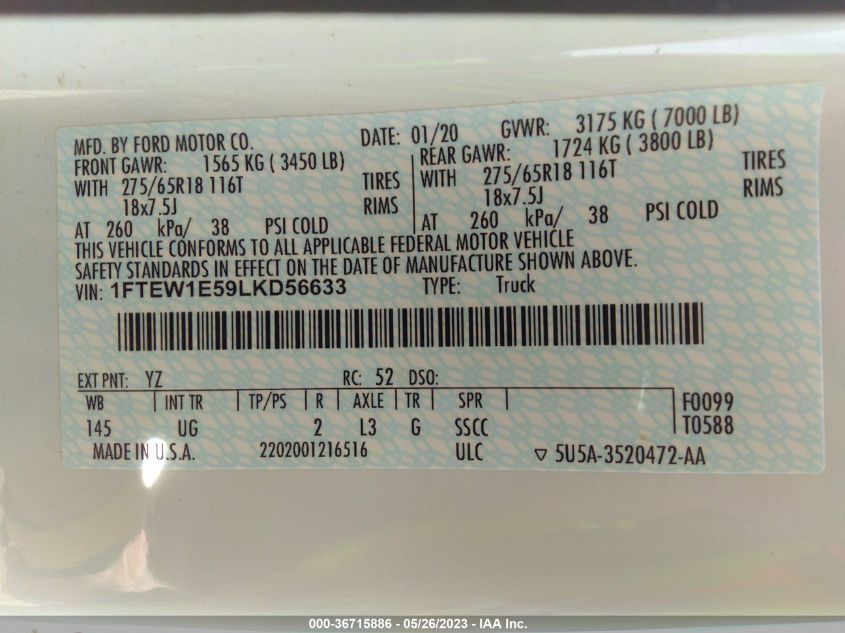 MFD. BY FORD MOTOR CO. DATE: 01/20 GVWR: 3175 KG ( 7000 LB)
FRONT GAWR: 1565 KG ( 3450 LB) REAR GAWR: 1724 KG ( 3800 LB)
WITH 275/65R18 116T TIRES WITH 275/65R18 116T TIRES
18x7.5J RIMS 18x7.5J RIMS
AT 260 kPa/ 38 PSI COLD AT 260 kPa/ 38 PSI COLD
THIS VEHICLE CONFORMS TO ALL APPLICABLE FEDERAL MOTOR VEHICLE
SAFETY STANDARDS IN EFFECT ON THE DATE OF MANUFACTURE SHOWN ABOVE.
VIN: 1FTEW1E59LKD56633 TYPE: Truck
EXT PNT: YZ RC: 52 DSO:
WB INT TR TP/PS R AXLE TR SPR F0099
145 UG 2 L3 G SSCC T0588
MADE IN U.S.A. 2202001216516 ULC ▽ 5U5A-3520472-AA
000-36715886 - 05/26/2023 - IAA Inc.